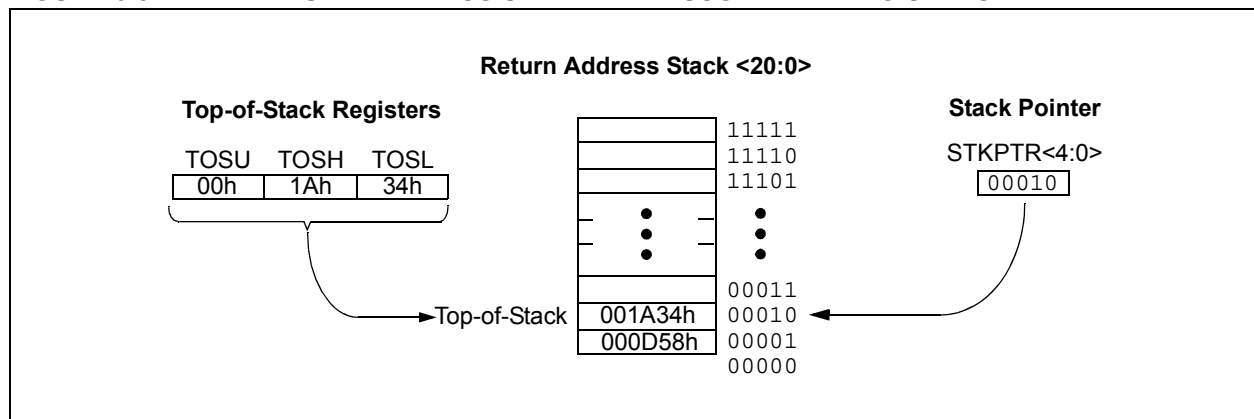 Return Address Stack <20:0>
Top-of-Stack Registers
Stack Pointer
TOSU TOSH TOSL
STKPTR<4:0>
00h 1Ah 34h
00010
11111
11110
11101
00011
Top-of-Stack 001A34h 00010
000D58h 00001
00000